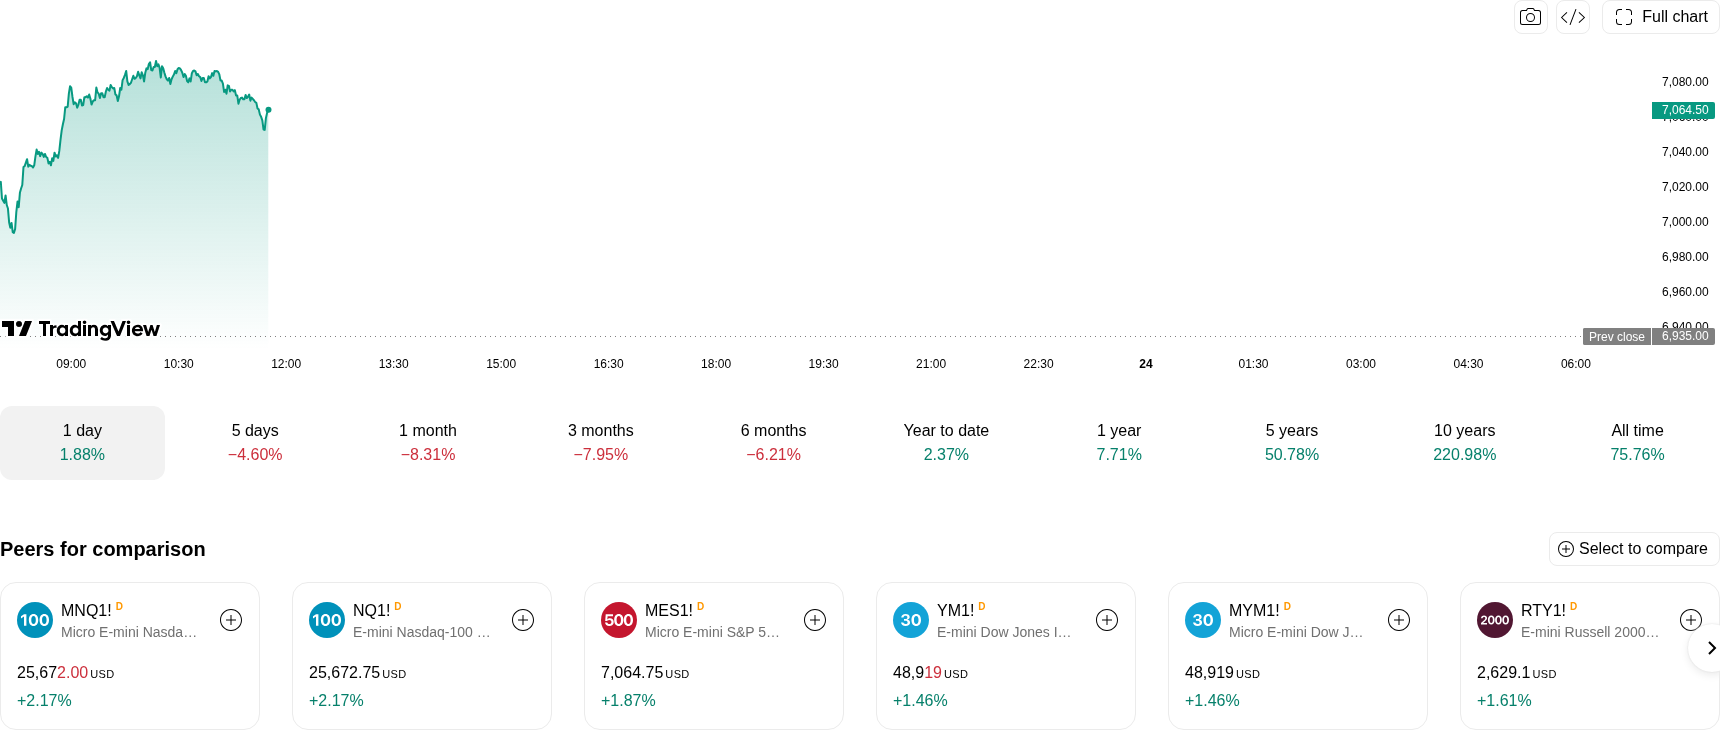 Full chart
7,080.00
7,064.50
7,060.00
7,040.00
7,020.00
7,000.00
6,980.00
6,960.00
6,940.00
TradingView
Prev close 6,935.00
09:00 10:30 12:00 13:30 15:00 16:30 18:00 19:30 21:00 22:30 24 01:30 03:00 04:30 06:00
1 day 5 days 1 month 3 months 6 months Year to date 1 year 5 years 10 years All time
1.88% −4.60% −8.31% −7.95% −6.21% 2.37% 7.71% 50.78% 220.98% 75.76%
Peers for comparison
Select to compare
100 MNQ1! D
Micro E-mini Nasda…
25,672.00 USD
+2.17%
100 NQ1! D
E-mini Nasdaq-100 …
25,672.75 USD
+2.17%
500 MES1! D
Micro E-mini S&P 5…
7,064.75 USD
+1.87%
30 YM1! D
E-mini Dow Jones I…
48,919 USD
+1.46%
30 MYM1! D
Micro E-mini Dow J…
48,919 USD
+1.46%
2000 RTY1! D
E-mini Russell 2000…
2,629.1 USD
+1.61%